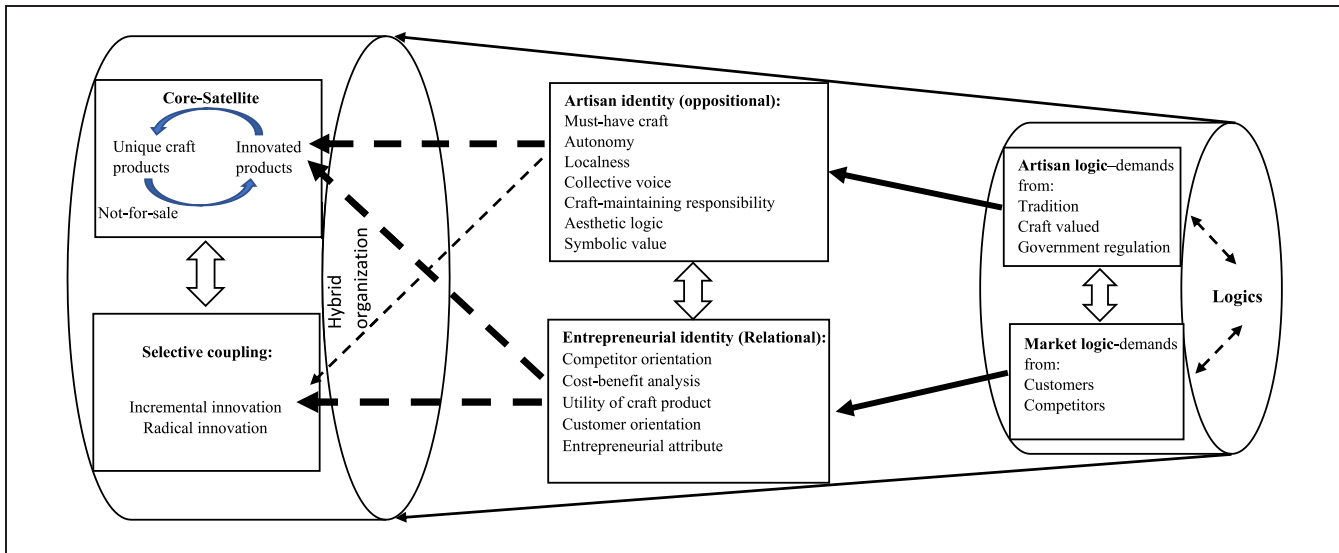 Core-Satellite
Unique craft
products
Innovated
products
Not-for-sale
Selective coupling:
Incremental innovation
Radical innovation
Hybrid
organization
Artisan identity (oppositional):
Must-have craft
Autonomy
Localness
Collective voice
Craft-maintaining responsibility
Aesthetic logic
Symbolic value
Entrepreneurial identity (Relational):
Competitor orientation
Cost-benefit analysis
Utility of craft product
Customer orientation
Entrepreneurial attribute
Artisan logic–demands
from:
Tradition
Craft valued
Government regulation
Market logic-demands
from:
Customers
Competitors
Logics